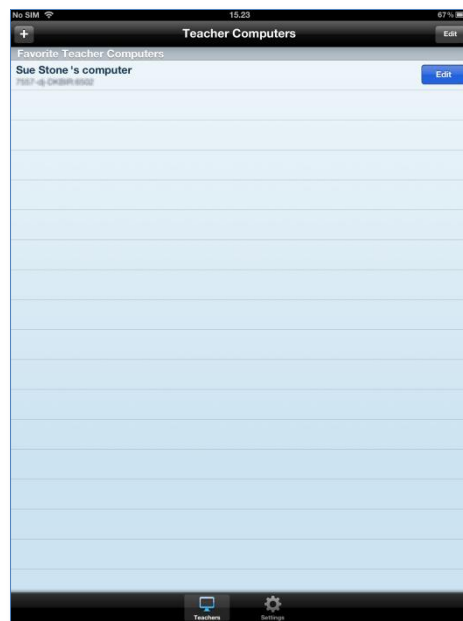 No SIM 15.23 67%
+ Teacher Computers Edit
Favorite Teacher Computers
Sue Stone 's computer
Edit
Teachers Settings